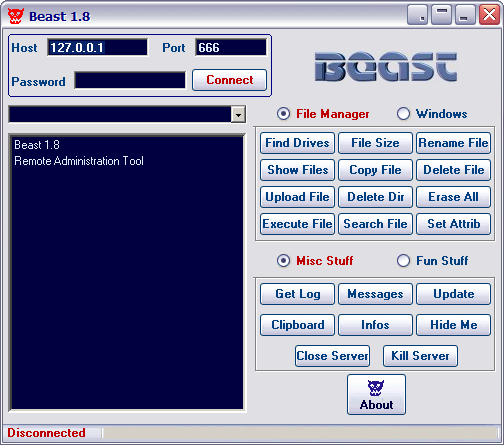 Beast 1.8
Host 127.0.0.1 Port 666
Password Connect
BEAST
File Manager Windows
Beast 1.8
Remote Administration Tool
Find Drives File Size Rename File
Show Files Copy File Delete File
Upload File Delete Dir Erase All
Execute File Search File Set Attrib
Misc Stuff Fun Stuff
Get Log Messages Update
Clipboard Infos Hide Me
Close Server Kill Server
About
Disconnected